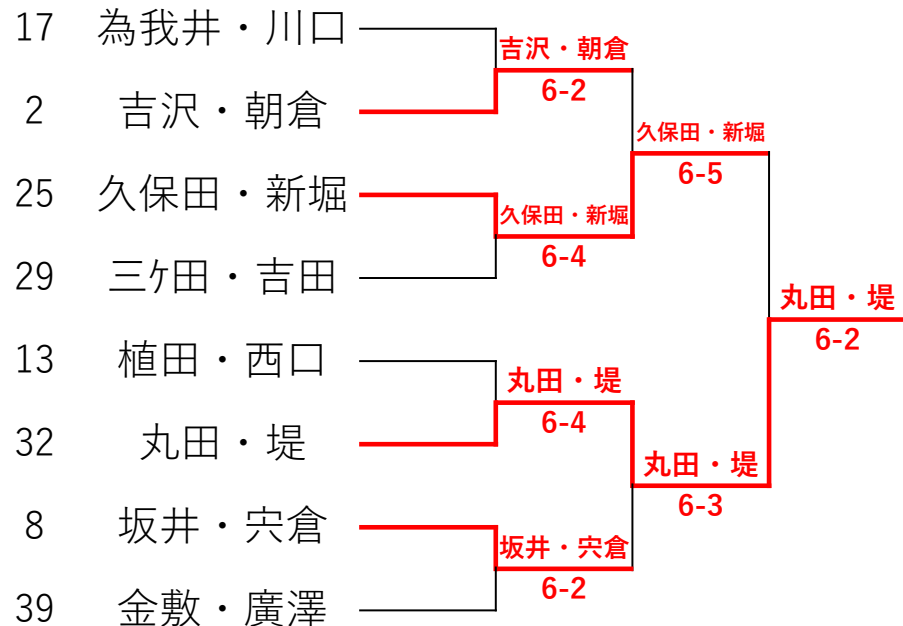 17 為我井・川口
吉沢・朝倉
6-2
2 吉沢・朝倉
久保田・新堀
6-5
25 久保田・新堀
久保田・新堀
6-4
29 三ケ田・吉田
丸田・堤
6-2
13 植田・西口
丸田・堤
6-4
32 丸田・堤
丸田・堤
6-3
8 坂井・宍倉
坂井・宍倉
6-2
39 金敷・廣澤